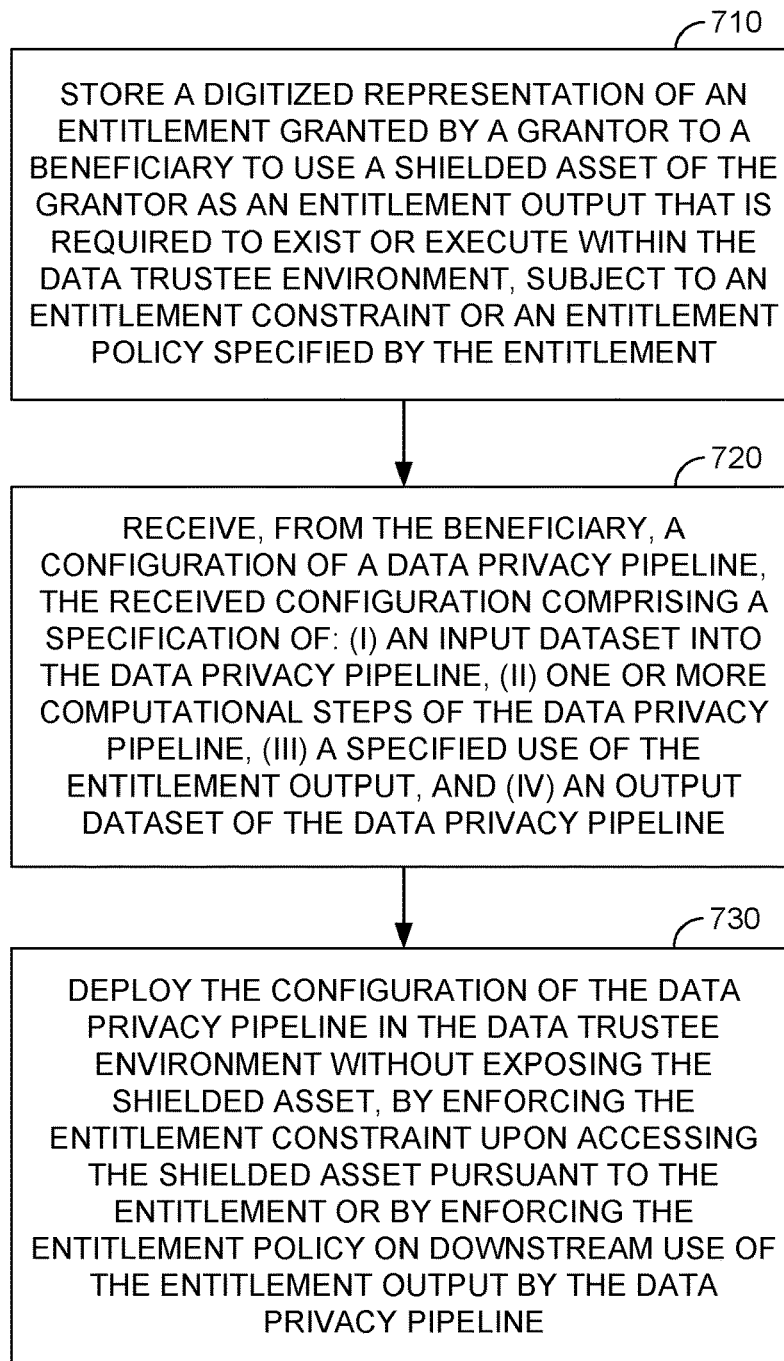 710
STORE A DIGITIZED REPRESENTATION OF AN
ENTITLEMENT GRANTED BY A GRANTOR TO A
BENEFICIARY TO USE A SHIELDED ASSET OF THE
GRANTOR AS AN ENTITLEMENT OUTPUT THAT IS
REQUIRED TO EXIST OR EXECUTE WITHIN THE
DATA TRUSTEE ENVIRONMENT, SUBJECT TO AN
ENTITLEMENT CONSTRAINT OR AN ENTITLEMENT
POLICY SPECIFIED BY THE ENTITLEMENT
720
RECEIVE, FROM THE BENEFICIARY, A
CONFIGURATION OF A DATA PRIVACY PIPELINE,
THE RECEIVED CONFIGURATION COMPRISING A
SPECIFICATION OF: (I) AN INPUT DATASET INTO
THE DATA PRIVACY PIPELINE, (II) ONE OR MORE
COMPUTATIONAL STEPS OF THE DATA PRIVACY
PIPELINE, (III) A SPECIFIED USE OF THE
ENTITLEMENT OUTPUT, AND (IV) AN OUTPUT
DATASET OF THE DATA PRIVACY PIPELINE
730
DEPLOY THE CONFIGURATION OF THE DATA
PRIVACY PIPELINE IN THE DATA TRUSTEE
ENVIRONMENT WITHOUT EXPOSING THE
SHIELDED ASSET, BY ENFORCING THE
ENTITLEMENT CONSTRAINT UPON ACCESSING
THE SHIELDED ASSET PURSUANT TO THE
ENTITLEMENT OR BY ENFORCING THE
ENTITLEMENT POLICY ON DOWNSTREAM USE OF
THE ENTITLEMENT OUTPUT BY THE DATA
PRIVACY PIPELINE